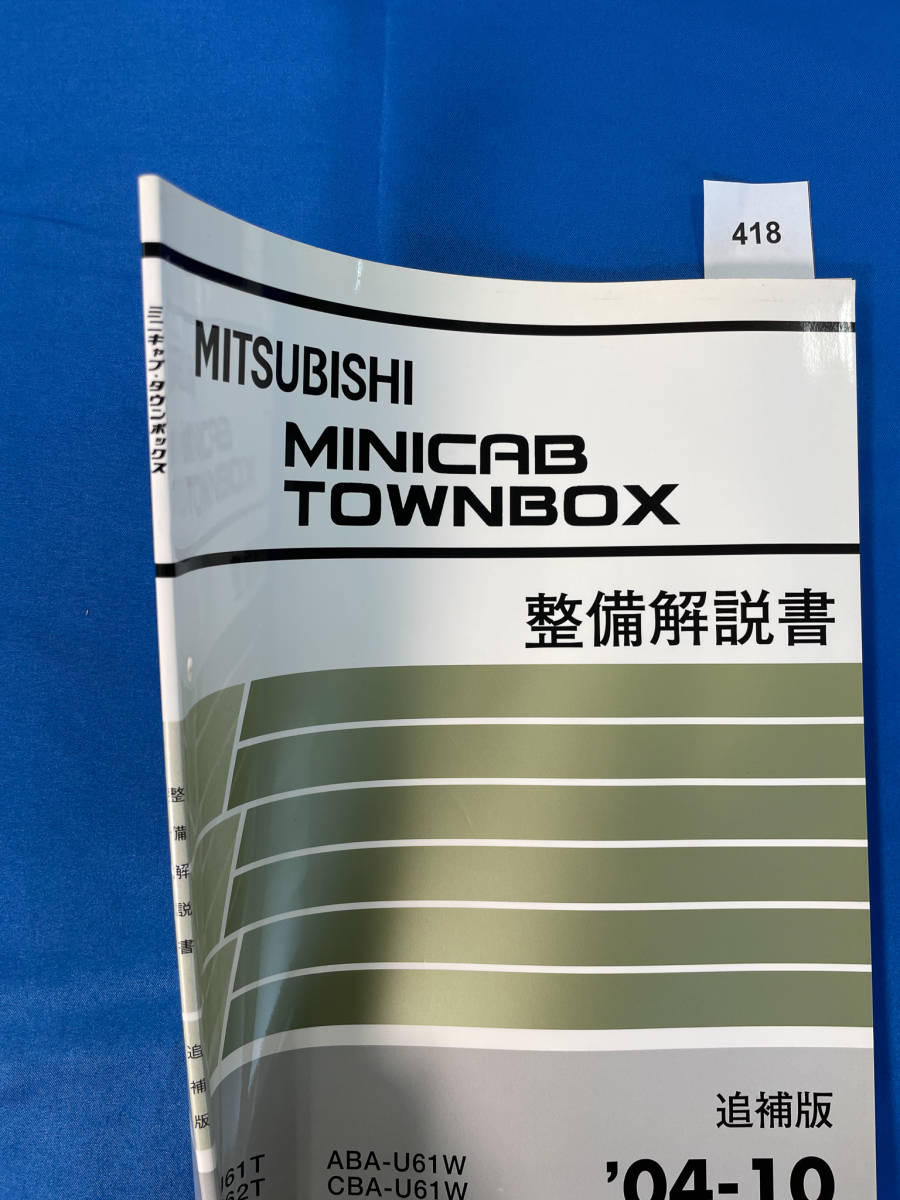 418
ミニキャブ・タウンボックス
MITSUBISHI
MINICAB
TOWNBOX
整備解説書
整備解説書
追補版
追補版
61T
62T
ABA-U61W
CBA-U61W
'04-10